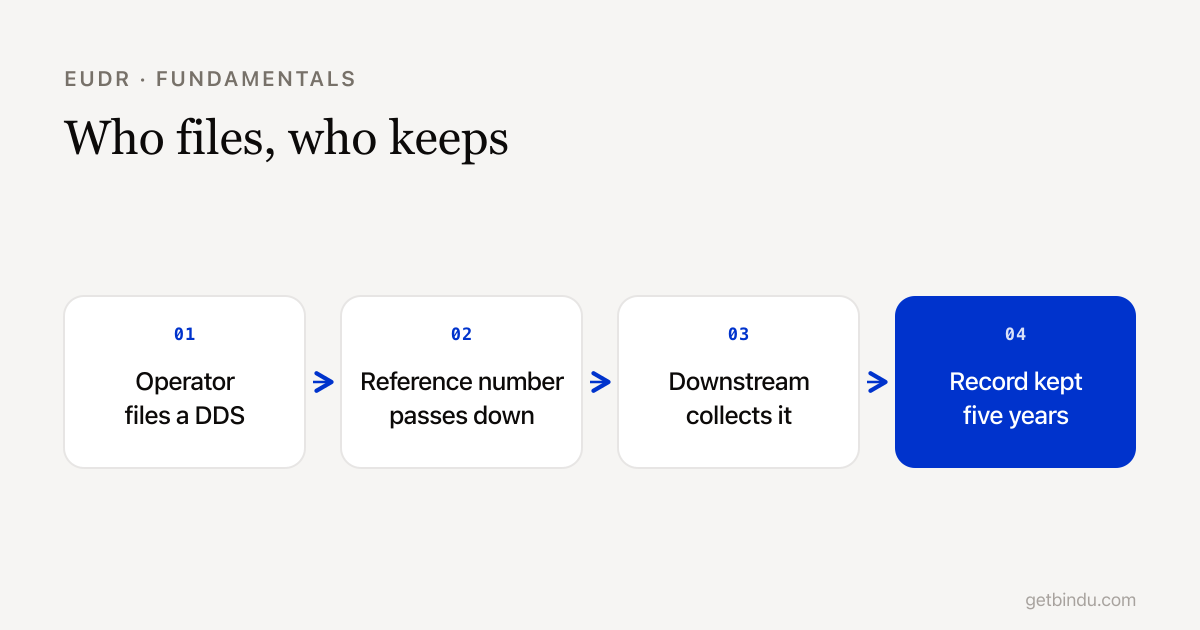 EUDR · FUNDAMENTALS
Who files, who keeps
01
Operator
files a DDS
02
Reference number
passes down
03
Downstream
collects it
04
Record kept
five years
getbindu.com